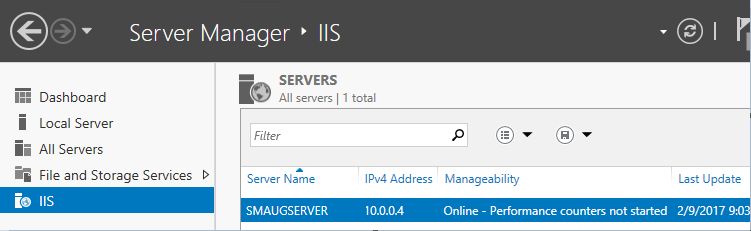 Server Manager ‣ IIS
Dashboard
Local Server
All Servers
File and Storage Services
IIS
SERVERS
All servers | 1 total
Filter
Server Name IPv4 Address Manageability Last Update
SMAUGSERVER 10.0.0.4 Online - Performance counters not started 2/9/2017 9:03